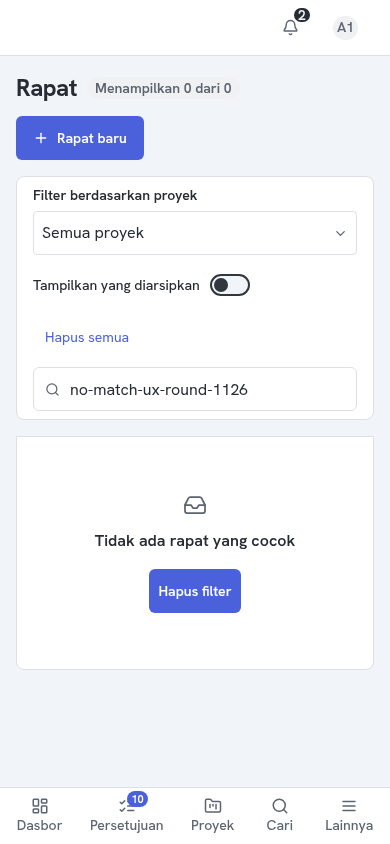 2
A1
Rapat
Menampilkan 0 dari 0
Rapat baru
Filter berdasarkan proyek
Semua proyek
Tampilkan yang diarsipkan
Hapus semua
no-match-ux-round-1126
Tidak ada rapat yang cocok
Hapus filter
10
Dasbor
Persetujuan
Proyek
Cari
Lainnya